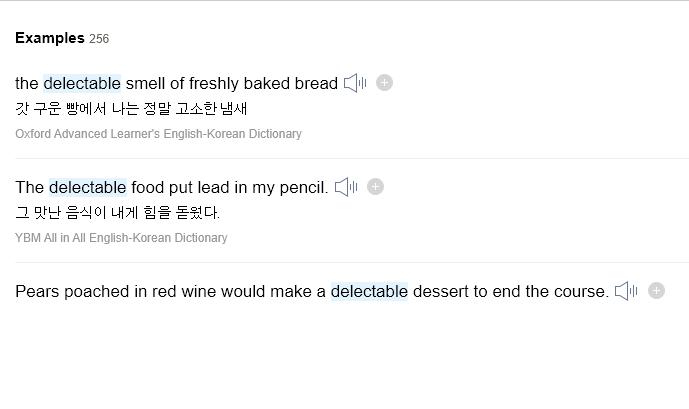 Examples 256
the delectable smell of freshly baked bread
갓 구운 빵에서 나는 정말 고소한 냄새
Oxford Advanced Learner's English-Korean Dictionary
The delectable food put lead in my pencil.
그 맛난 음식이 내게 힘을 돋웠다.
YBM All in All English-Korean Dictionary
Pears poached in red wine would make a delectable dessert to end the course.